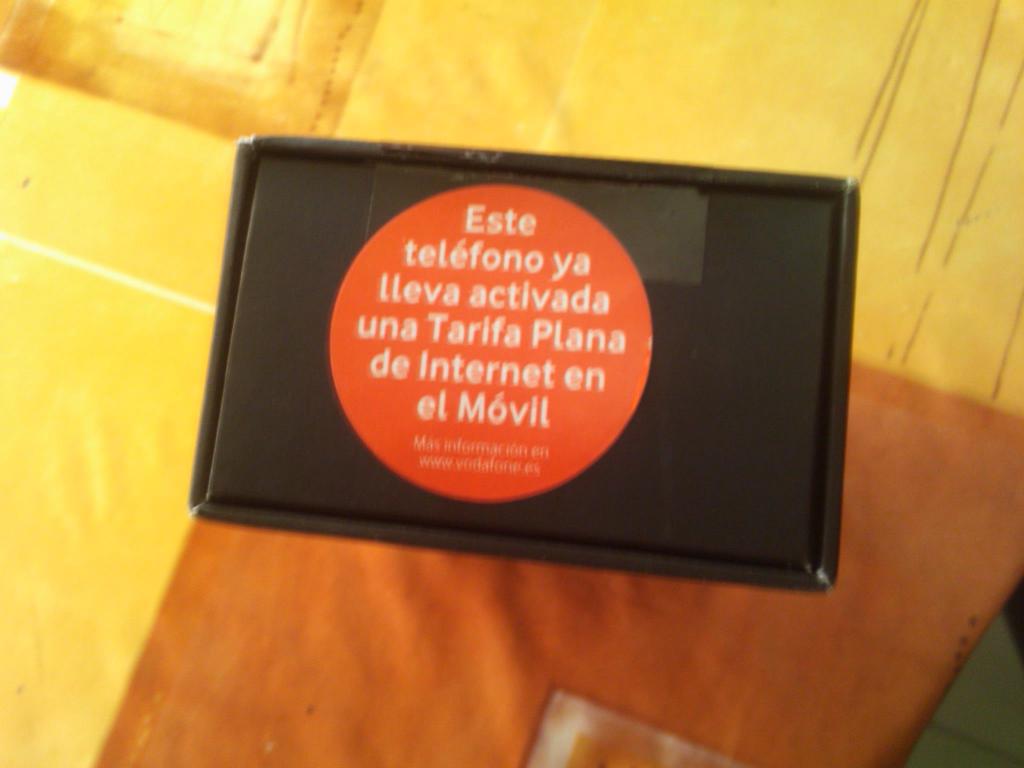 Este
teléfono ya
lleva activada
una Tarifa Plana
de Internet en
el Móvil
Más información en
www.vodafone.es